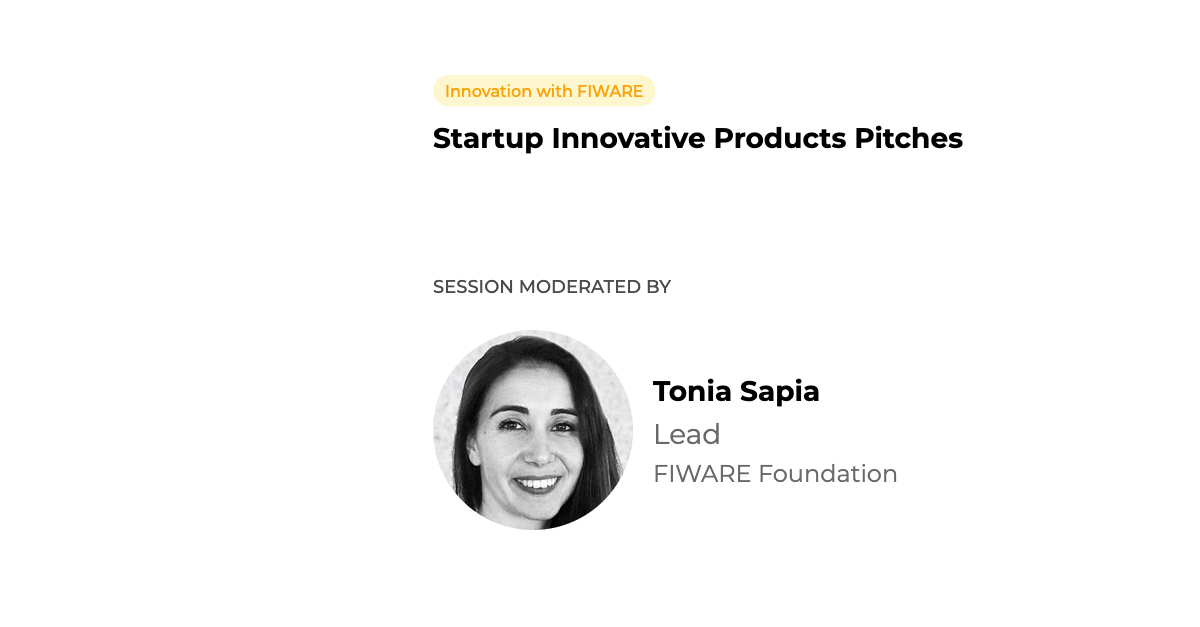 Innovation with FIWARE
Startup Innovative Products Pitches
SESSION MODERATED BY
Tonia Sapia
Lead
FIWARE Foundation